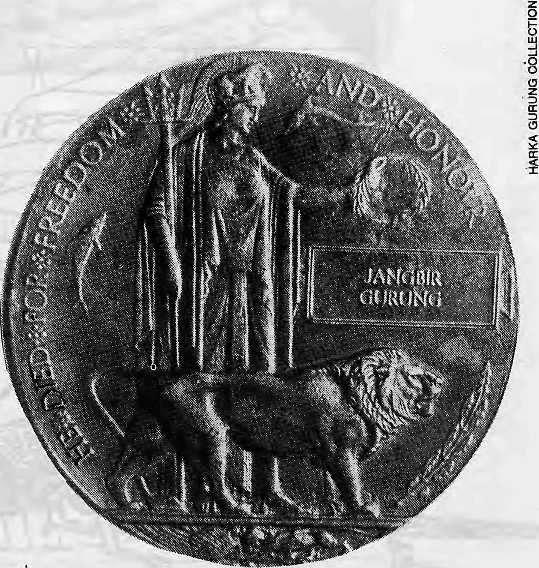 HE DIED FOR FREEDOM AND HONOUR
JANGBIR
GURUNG
HARKA GURUNG COLLECTION